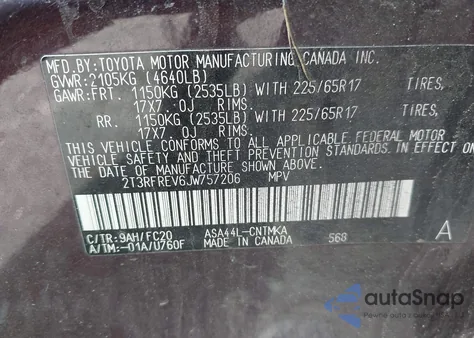 MFD.BY:TOYOTA MOTOR MANUFACTURING CANADA INC.
GVWR:2105KG (4640LB)
GAWR:FRT. 1150KG (2535LB) WITH 225/65R17 TIRES,
17X7.0J RIMS.
RR. 1150KG (2535LB) WITH 225/65R17 TIRES,
17X7.0J RIMS.
THIS VEHICLE CONFORMS TO ALL APPLICABLE FEDERAL MOTOR
VEHICLE SAFETY AND THEFT PREVENTION STANDARDS IN EFFECT ON
THE DATE OF MANUFACTURE SHOWN ABOVE.
2T3RFREV6JW757206 MPV
C/TR:9AH/FC20 ASA44L-CNTMKA
A/TM:-01A/U760F MADE IN CANADA 568 A
autoSnap